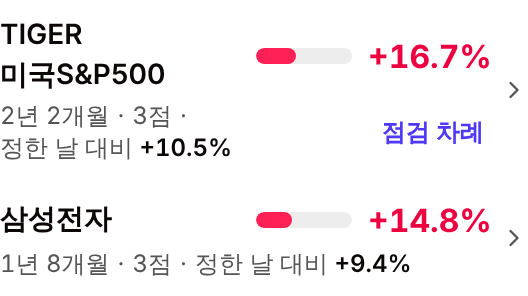 TIGER
미국S&P500
+16.7%
2년 2개월 · 3점 ·
정한 날 대비 +10.5%
점검 차례
삼성전자
+14.8%
1년 8개월 · 3점 · 정한 날 대비 +9.4%